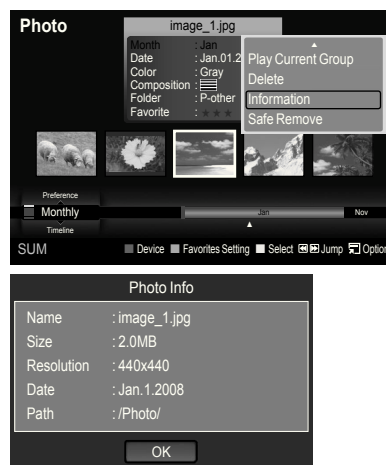 Photo
image_1.jpg
Month : Jan
Date : Jan.01.2
Color : Gray
Composition :
Folder : P-other
Favorite : ★★★
Play Current Group
Delete
Information
Safe Remove
Preference
Monthly
Timeline
Jan
Nov
SUM
Device Favorites Setting Select Jump Option
Photo Info
Name : image_1.jpg
Size : 2.0MB
Resolution : 440x440
Date : Jan.1.2008
Path : /Photo/
OK